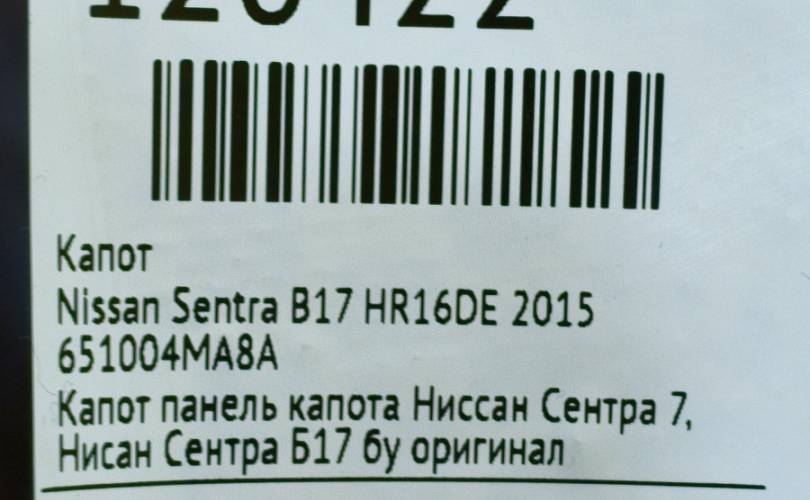 Капот
Nissan Sentra B17 HR16DE 2015
651004MA8A
Капот панель капота Ниссан Сентра 7,
Нисан Сентра Б17 бу оригинал